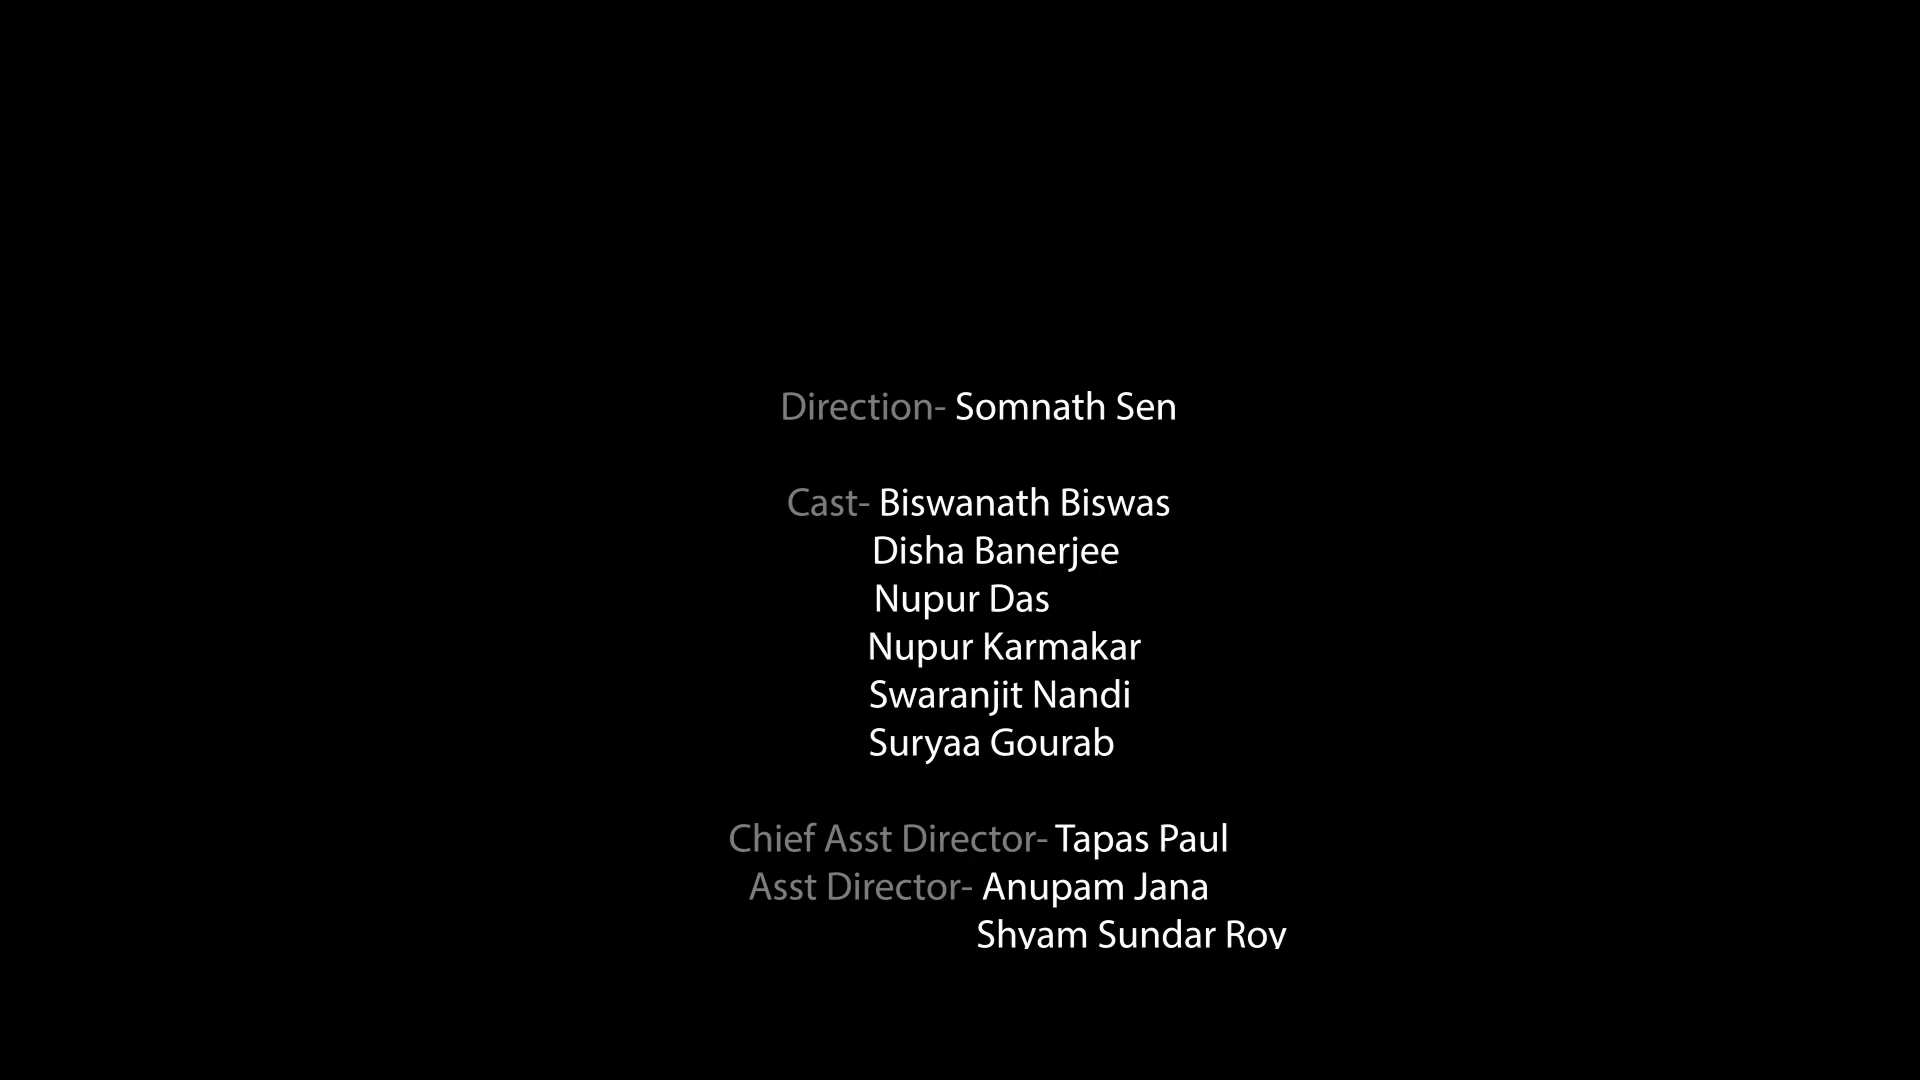 Direction- Somnath Sen
Cast- Biswanath Biswas
Disha Banerjee
Nupur Das
Nupur Karmakar
Swaranjit Nandi
Suryaa Gourab
Chief Asst Director- Tapas Paul
Asst Director- Anupam Jana
Shyam Sundar Roy